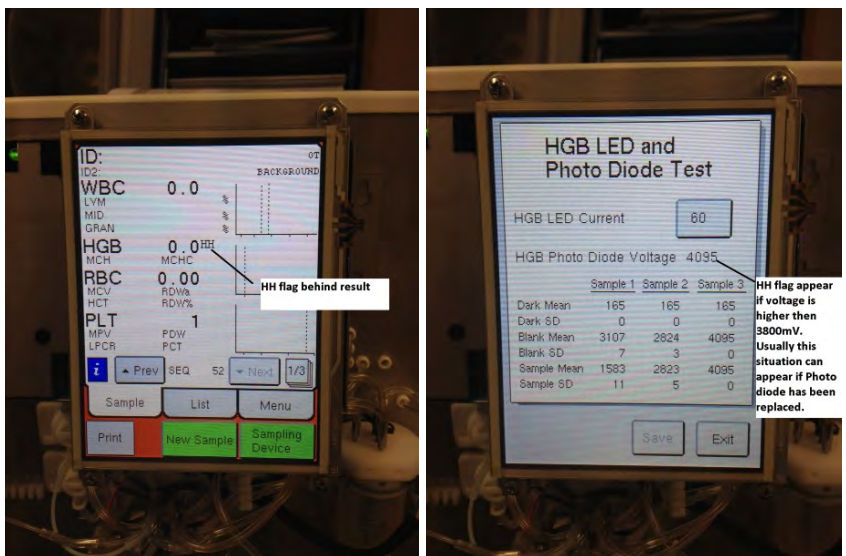 ID:
0T
ID2:
BACKGROUND
WBC 0.0
LYM %
MID %
GRAN %
HGB 0.0 HH
MCH MCHC
RBC 0.00
MCV RDWa
HCT RDW%
PLT 1
MPV PDW
LPCR PCT
HH flag behind result
i Prev SEQ 52 Next 1/3
Sample List Menu
Print New Sample Sampling Device
HGB LED and
Photo Diode Test
HGB LED Current 60
HGB Photo Diode Voltage 4095
Sample 1 Sample 2 Sample 3
Dark Mean 165 165 165
Dark SD 0 0 0
Blank Mean 3107 2824 4095
Blank SD 7 3 0
Sample Mean 1583 2823 4095
Sample SD 11 5 0
Save Exit
HH flag appear
if voltage is
higher then
3800mV.
Usually this
situation can
appear if Photo
diode has been
replaced.